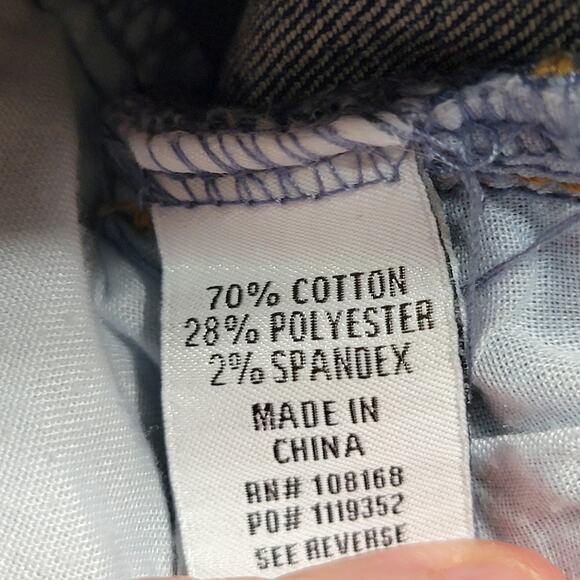 70% COTTON
28% POLYESTER
2% SPANDEX
MADE IN
CHINA
RN# 108168
PO# 1119352
SEE REVERSE